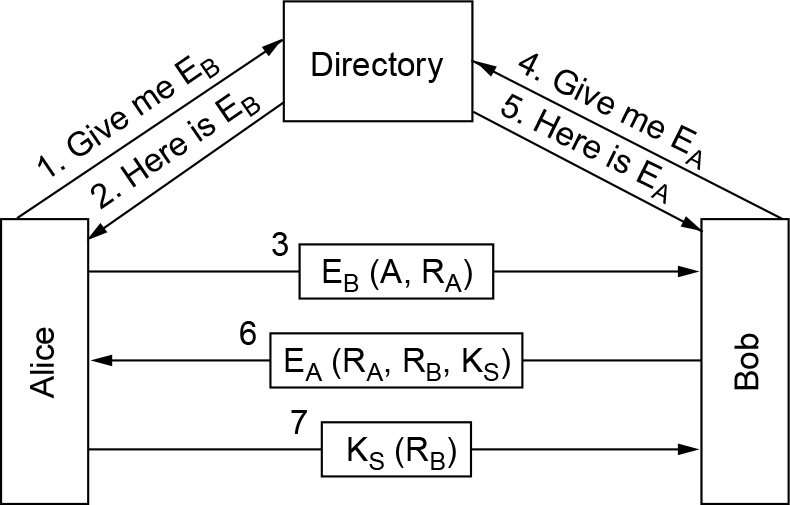 Directory
1. Give me E_B
2. Here is E_B
4. Give me E_A
5. Here is E_A
3
E_B (A, R_A)
6
E_A (R_A, R_B, K_S)
7
K_S (R_B)
Alice
Bob